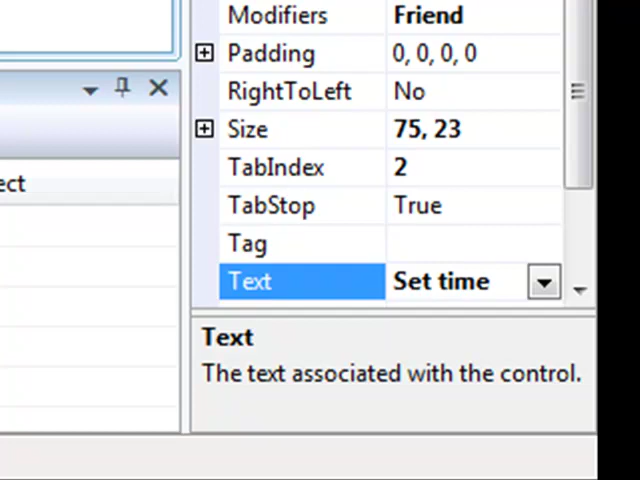 Modifiers Friend
Padding 0, 0, 0, 0
RightToLeft No
Size 75, 23
ect
TabIndex 2
TabStop True
Tag
Text Set time
Text
The text associated with the control.